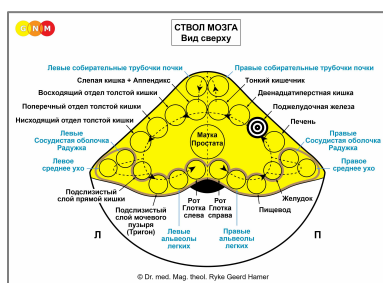 GNM
СТВОЛ МОЗГА
Вид сверху
Левые собирательные трубочки почки
Правые собирательные трубочки почки
Слепая кишка + Аппендикс
Тонкий кишечник
Восходящий отдел толстой кишки
Двенадцатиперстная кишка
Поперечный отдел толстой кишки
Поджелудочная железа
Нисходящий отдел толстой кишки
Печень
Матка
Простата
Левые
Сосудистая оболочка
Радужка
Правые
Сосудистая оболочка
Радужка
Левое
среднее ухо
Правое
среднее ухо
Подслизистый
слой прямой кишки
Рот
Глотка
слева
Рот
Глотка
справа
Желудок
Подслизистый
слой мочевого
пузыря
(Тригон)
Пищевод
Левые
альвеолы
легких
Правые
альвеолы
легких
Л
П
© Dr. med. Mag. theol. Ryke Geerd Hamer